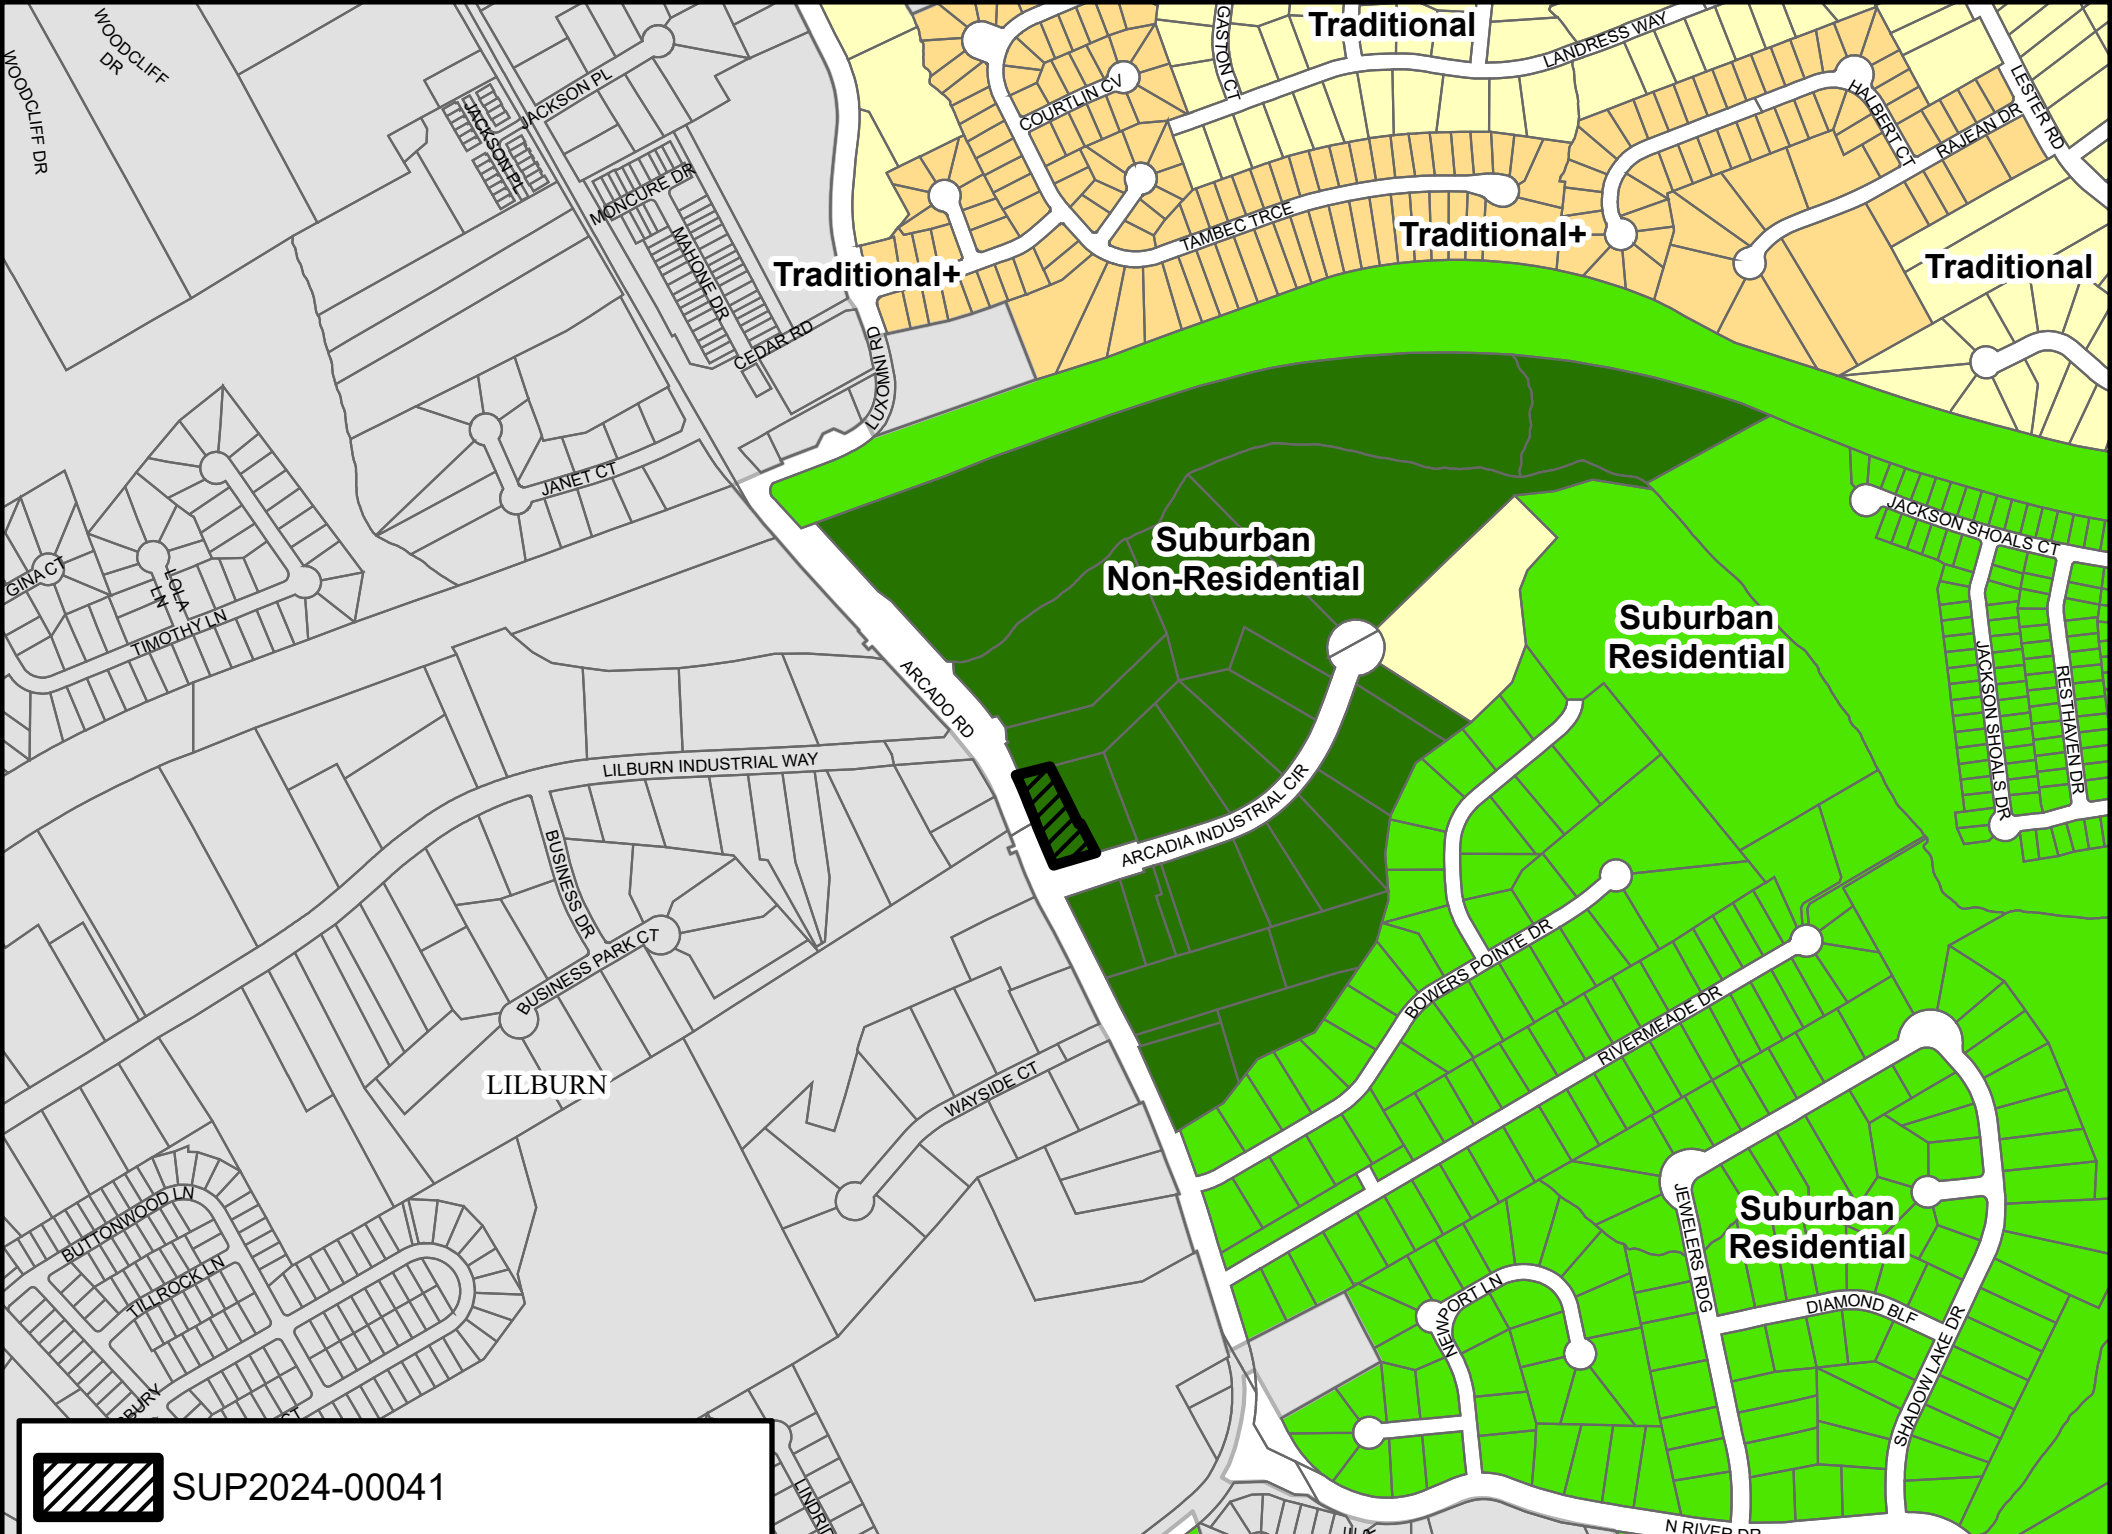 WOODCLIFF
DR
WOODCLIFF DR
JACKSON PL
JACKSON PL
MONCURE DR
MAHONE DR
CEDAR RD
LUXOMNI RD
Traditional
GASTON CT
LANDRESS WAY
COURTLIN CV
HALBERT CT
RAJEAN DR
LESTER RD
TAMBEC TRCE
Traditional+
Traditional+
Traditional
JANET CT
GINA CT
LOLA
LN
TIMOTHY LN
Suburban
Non-Residential
JACKSON SHOALS CT
Suburban
Residential
JACKSON SHOALS DR
RESTHAVEN DR
ARCADO RD
LILBURN INDUSTRIAL WAY
ARCADIA INDUSTRIAL CIR
BUSINESS DR
BUSINESS PARK CT
BOWERS POINTE DR
RIVERMEADE DR
LILBURN
WAYSIDE CT
BUTTONWOOD LN
TILLROCK LN
JEWELERS RDG
Suburban
Residential
NEWPORT LN
DIAMOND BLF
SHADOW LAKE DR
BURY
CT
LINDRID
N RIVER DR
SUP2024-00041